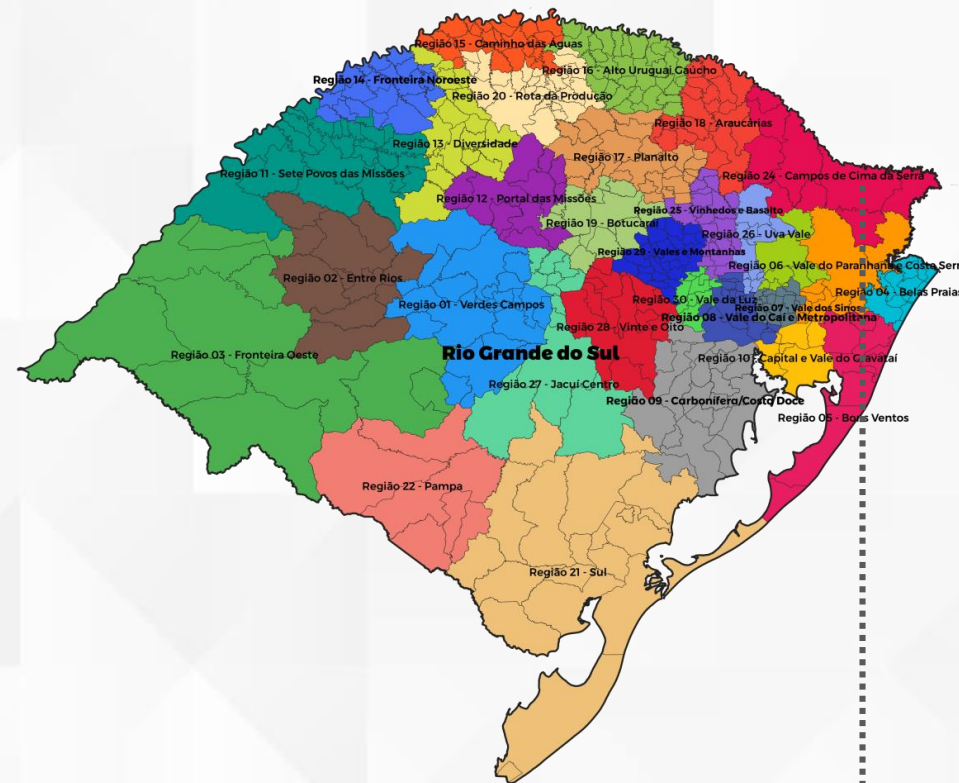 Região 15 - Caminho das Águas
Região 16 - Alto Uruguai Gaúcho
Região 14 - Fronteira Noroeste
Região 20 - Rota da Produção
Região 18 - Araucárias
Região 13 - Diversidade
Região 17 - Planalto
Região 11 - Sete Povos das Missões
Região 24 - Campos de Cima da Serra
Região 12 - Portal das Missões
Região 25 - Vinhedos e Basalto
Região 19 - Botucaraí
Região 26 - Uva Vale
Região 29 - Vales e Montanhas
Região 06 - Vale do Paranhana e Costa Serr
Região 02 - Entre Rios
Região 04 - Belas Praias
Região 30 - Vale da Luz
Região 01 - Verdes Campos
Região 07 - Vale dos Sinos
Região 08 - Vale do Caí e Metropolitana
Região 28 - Vinte e Oito
Rio Grande do Sul
Região 03 - Fronteira Oeste
Região 10 - Capital e Vale do Gravataí
Região 27 - Jacuí Centro
Região 09 - Carbonífera/Costa Doce
Região 05 - Bons Ventos
Região 22 - Pampa
Região 21 - Sul